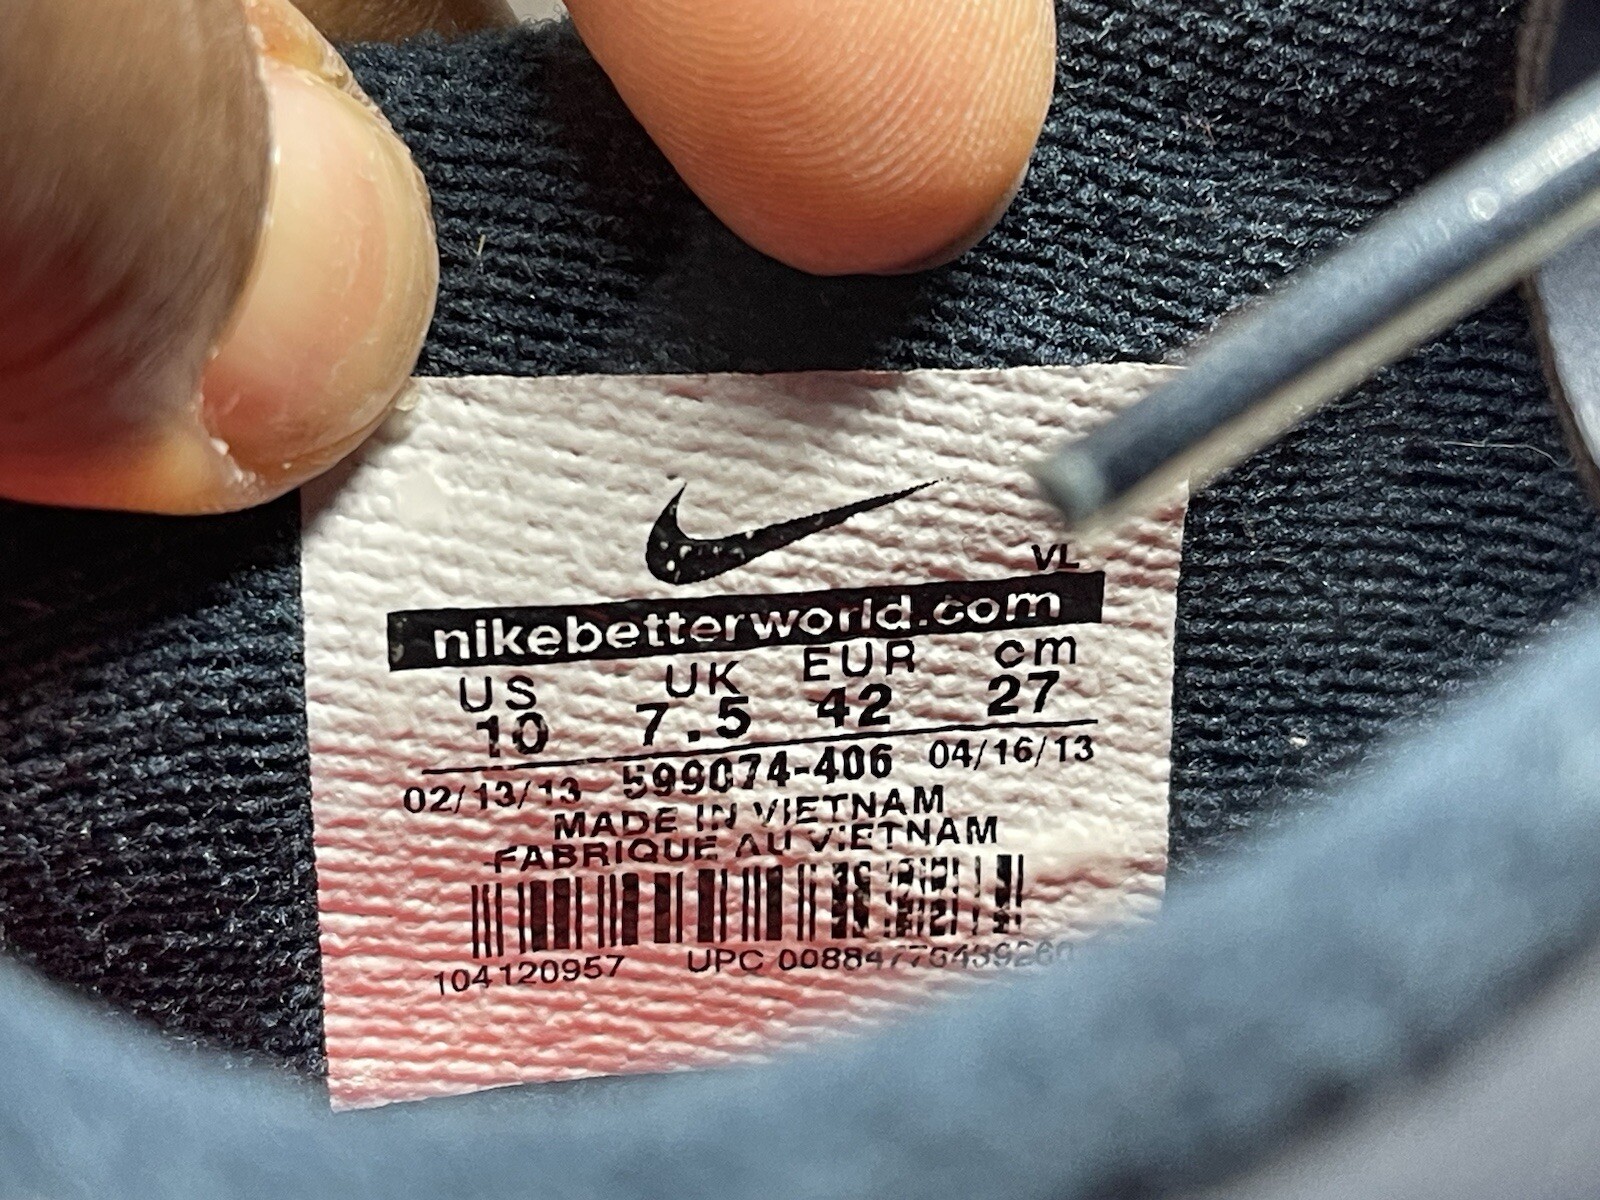 VL
nikebetterworld.com
US UK EUR cm
10 7.5 42 27
02/13/13 599074-406 04/16/13
MADE IN VIETNAM
FABRIQUE AU VIETNAM
104120957 UPC